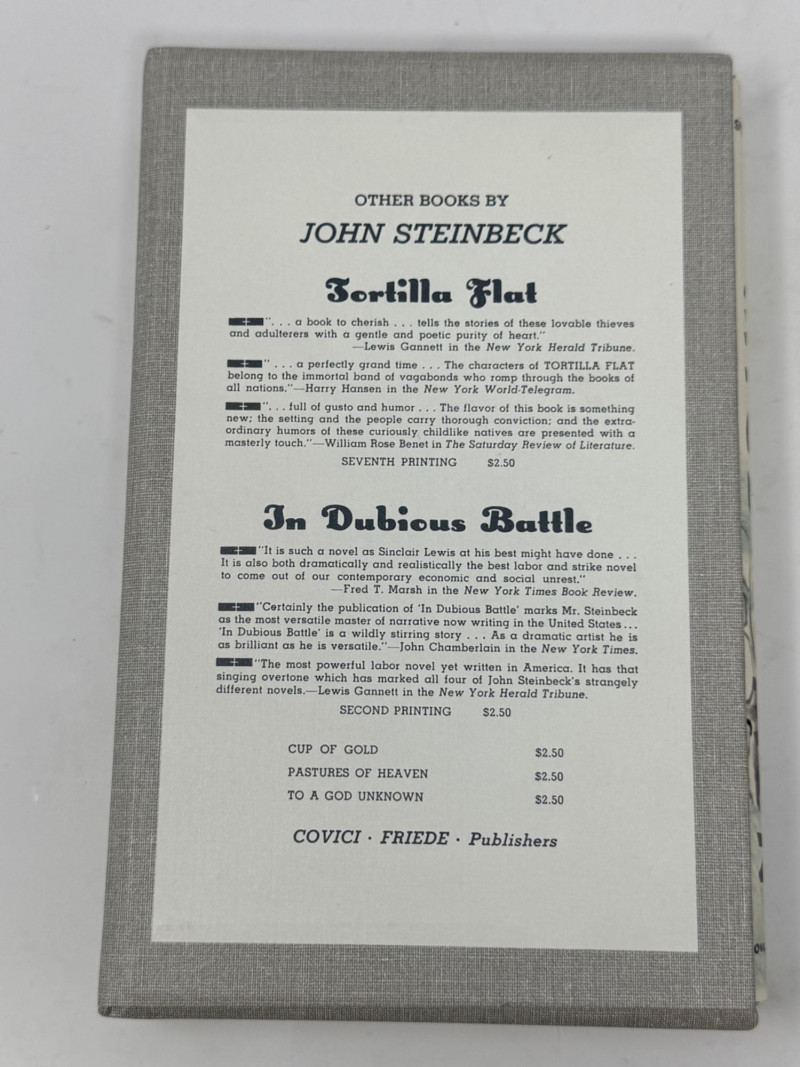 OTHER BOOKS BY
JOHN STEINBECK
Tortilla Flat
". . . a book to cherish . . . tells the stories of these lovable thieves
and adulterers with a gentle and poetic purity of heart."
—Lewis Gannett in the New York Herald Tribune.
" . . . a perfectly grand time . . . The characters of TORTILLA FLAT
belong to the immortal band of vagabonds who romp through the books of
all nations."—Harry Hansen in the New York World-Telegram.
". . . full of gusto and humor . . . The flavor of this book is something
new; the setting and the people carry thorough conviction; and the extra-
ordinary humors of these curiously childlike natives are presented with a
masterly touch."—William Rose Benet in The Saturday Review of Literature.
SEVENTH PRINTING $2.50
In Dubious Battle
"It is such a novel as Sinclair Lewis at his best might have done . . .
It is also both dramatically and realistically the best labor and strike novel
to come out of our contemporary economic and social unrest."
—Fred T. Marsh in the New York Times Book Review.
"Certainly the publication of 'In Dubious Battle' marks Mr. Steinbeck
as the most versatile master of narrative now writing in the United States . . .
'In Dubious Battle' is a wildly stirring story . . . As a dramatic artist he is
as brilliant as he is versatile."—John Chamberlain in the New York Times.
"The most powerful labor novel yet written in America. It has that
singing overtone which has marked all four of John Steinbeck's strangely
different novels.—Lewis Gannett in the New York Herald Tribune.
SECOND PRINTING $2.50
CUP OF GOLD $2.50
PASTURES OF HEAVEN $2.50
TO A GOD UNKNOWN $2.50
COVICI · FRIEDE · Publishers